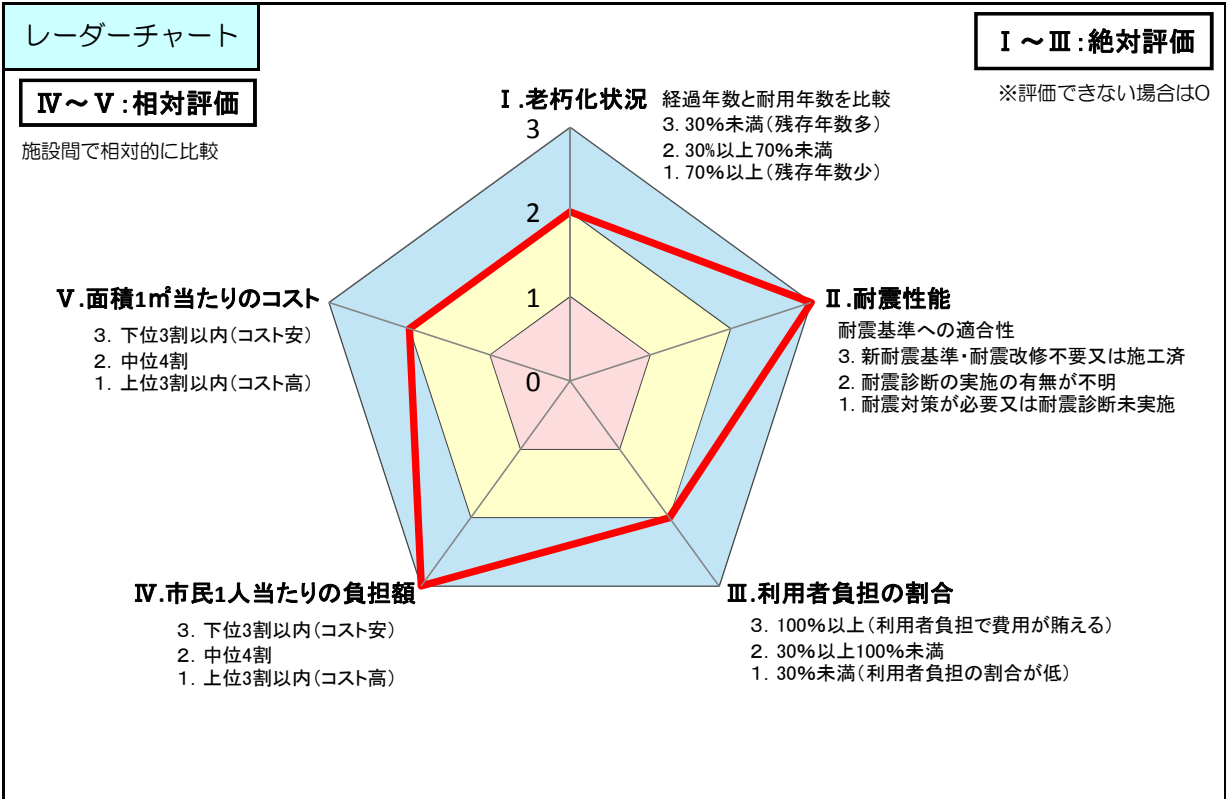 レーダーチャート
Ⅰ～Ⅲ:絶対評価
※評価できない場合は0
Ⅳ～Ⅴ:相対評価
施設間で相対的に比較
Ⅰ.老朽化状況 経過年数と耐用年数を比較
3. 30%未満(残存年数多)
2. 30%以上70%未満
1. 70%以上(残存年数少)
3
2
1
0
Ⅱ.耐震性能
耐震基準への適合性
3. 新耐震基準・耐震改修不要又は施工済
2. 耐震診断の実施の有無が不明
1. 耐震対策が必要又は耐震診断未実施
Ⅴ.面積1㎡当たりのコスト
3. 下位3割以内(コスト安)
2. 中位4割
1. 上位3割以内(コスト高)
Ⅳ.市民1人当たりの負担額
3. 下位3割以内(コスト安)
2. 中位4割
1. 上位3割以内(コスト高)
Ⅲ.利用者負担の割合
3. 100%以上(利用者負担で費用が賄える)
2. 30%以上100%未満
1. 30%未満(利用者負担の割合が低)